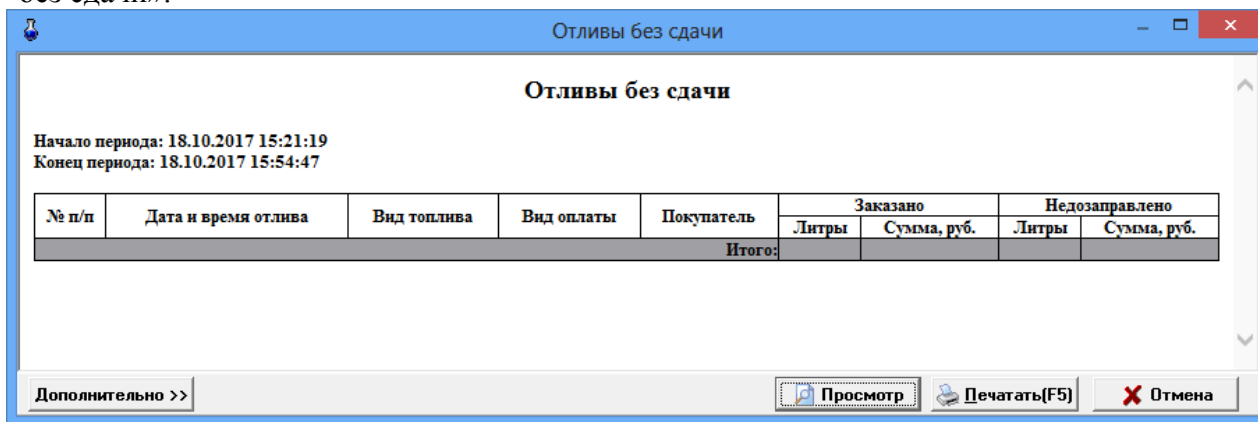 без сдачи».
Отливы без сдачи
Отливы без сдачи
Начало периода: 18.10.2017 15:21:19
Конец периода: 18.10.2017 15:54:47
№ п/п Дата и время отлива Вид топлива Вид оплаты Покупатель Заказано Недозаправлено
Литры Сумма, руб. Литры Сумма, руб.
Итого:
Дополнительно >> Просмотр Печатать(F5) Отмена